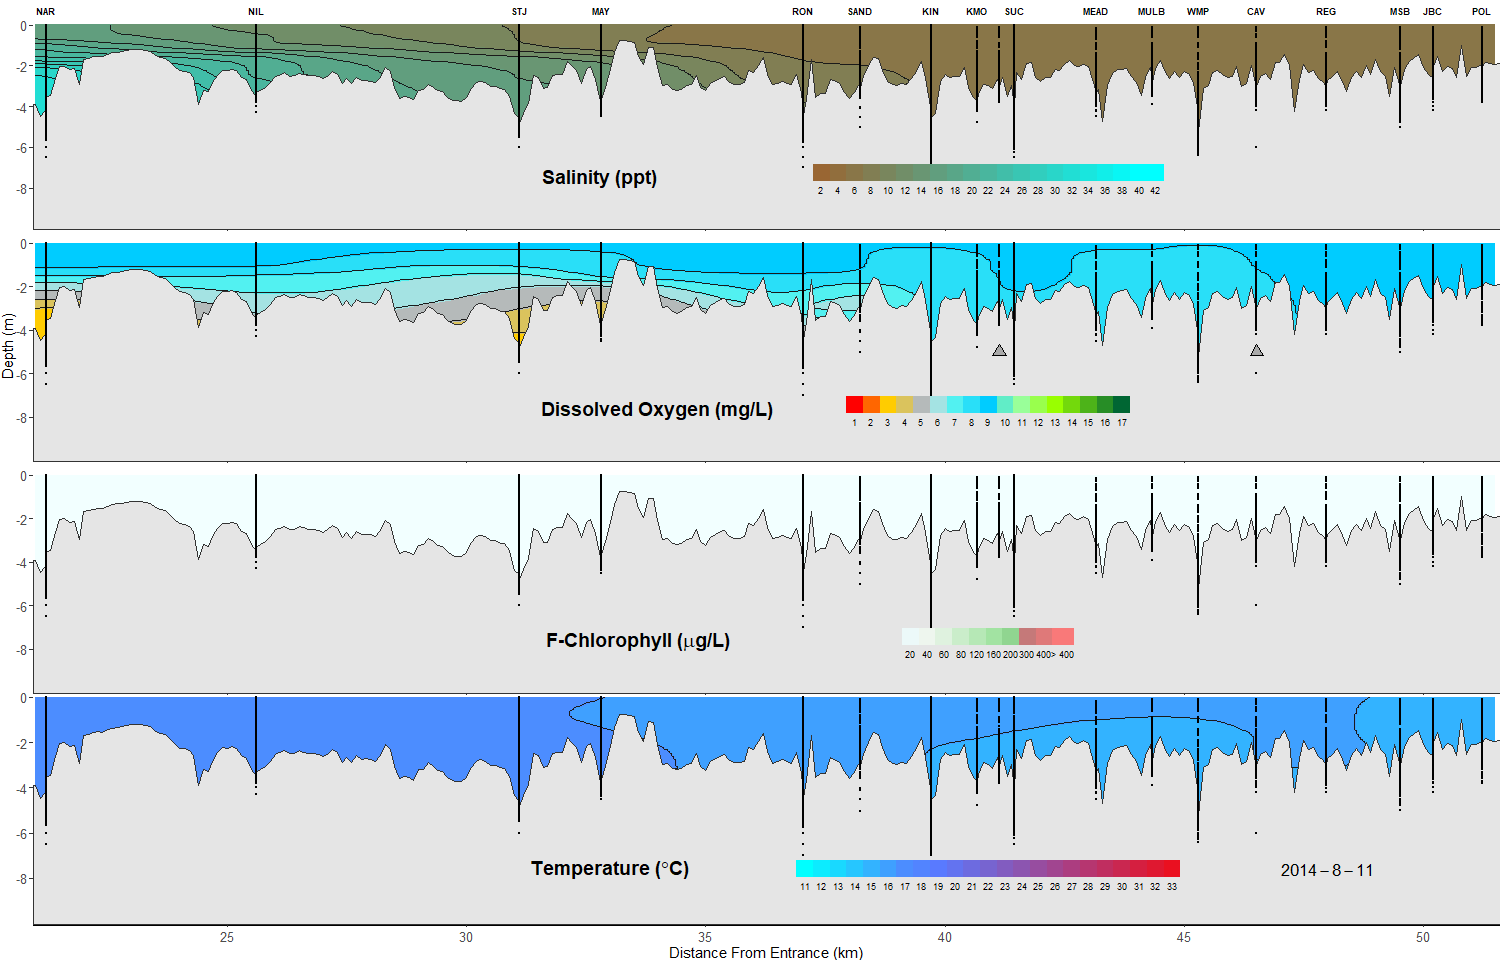 NAR NIL STJ MAY RON SAND KIN KMO SUC MEAD MULB WMP CAV REG MSB JBC POL
0
-2
-4
-6
-8
Salinity (ppt)
2 4 6 8 10 12 14 16 18 20 22 24 26 28 30 32 34 36 38 40 42
0
-2
-4
-6
-8
Depth (m)
Dissolved Oxygen (mg/L)
1 2 3 4 5 6 7 8 9 10 11 12 13 14 15 16 17
0
-2
-4
-6
-8
F-Chlorophyll (µg/L)
20 40 60 80 120 160 200 300 400> 400
0
-2
-4
-6
-8
Temperature (°C)
11 12 13 14 15 16 17 18 19 20 21 22 23 24 25 26 27 28 29 30 31 32 33
2014 – 8 – 11
25 30 35 40 45 50
Distance From Entrance (km)